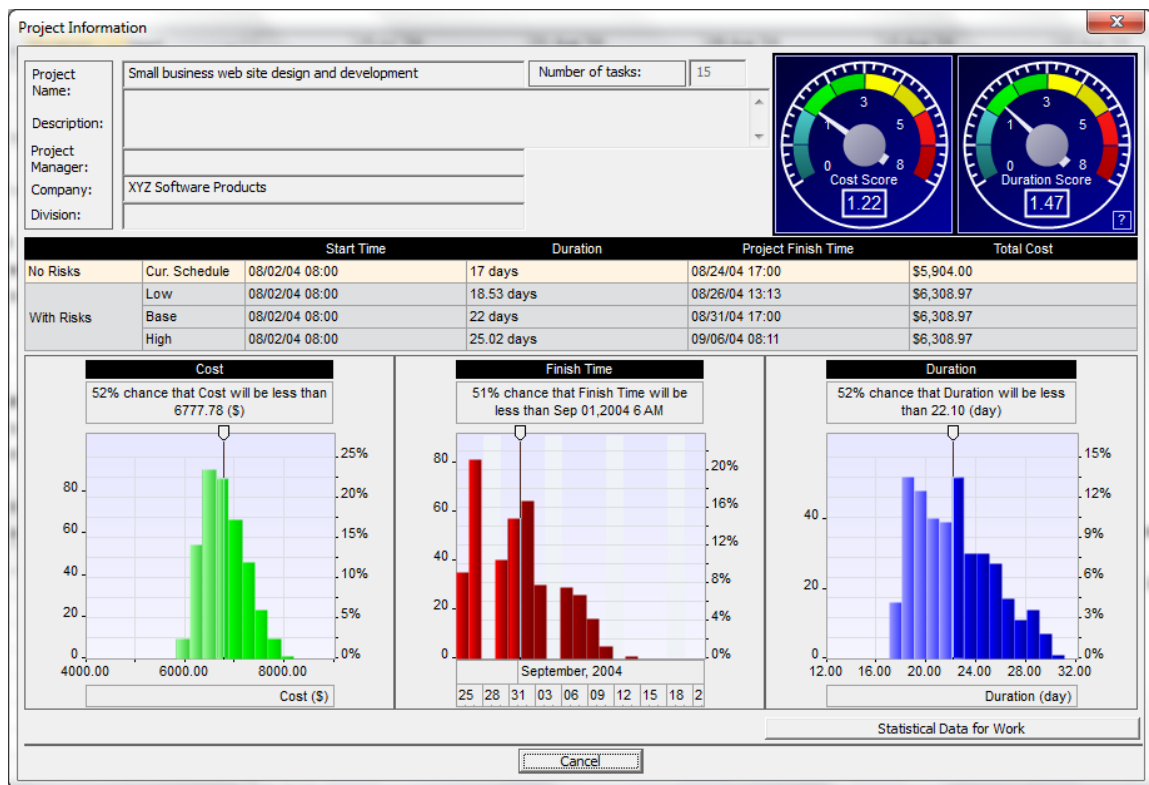 Project Information
Project Name:
Small business web site design and development
Number of tasks:
15
Description:
Project Manager:
Company:
XYZ Software Products
Division:
0 1 3 5 8
Cost Score
1.22
0 1 3 5 8
Duration Score
1.47
?
Start Time Duration Project Finish Time Total Cost
No Risks Cur. Schedule 08/02/04 08:00 17 days 08/24/04 17:00 $5,904.00
With Risks
Low 08/02/04 08:00 18.53 days 08/26/04 13:13 $6,308.97
Base 08/02/04 08:00 22 days 08/31/04 17:00 $6,308.97
High 08/02/04 08:00 25.02 days 09/06/04 08:11 $6,308.97
Cost
52% chance that Cost will be less than
6777.78 ($)
80
60
40
20
0
25%
20%
15%
10%
5%
0%
4000.00 6000.00 8000.00
Cost ($)
Finish Time
51% chance that Finish Time will be
less than Sep 01,2004 6 AM
80
60
40
20
0
20%
16%
12%
8%
4%
0%
September, 2004
25 28 31 03 06 09 12 15 18 2
Duration
52% chance that Duration will be less
than 22.10 (day)
40
20
0
15%
12%
9%
6%
3%
0%
12.00 16.00 20.00 24.00 28.00 32.00
Duration (day)
Statistical Data for Work
Cancel